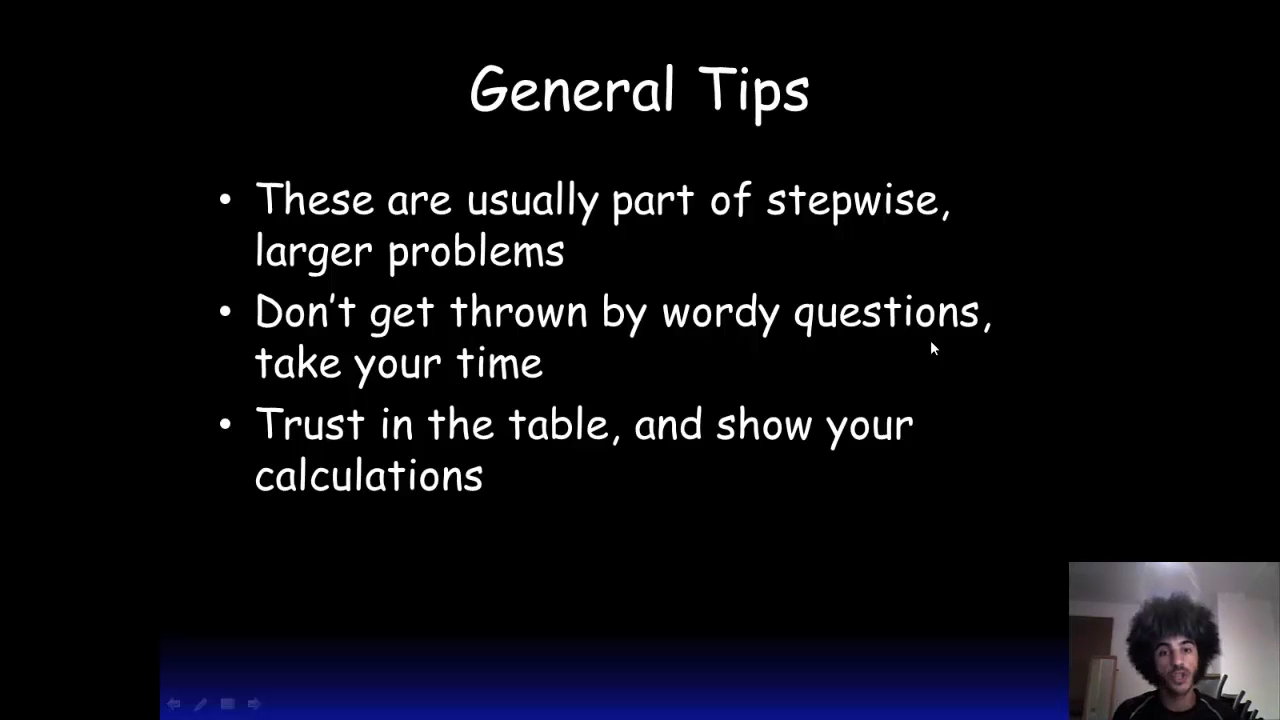 General Tips
• These are usually part of stepwise,
larger problems
• Don't get thrown by wordy questions,
take your time
• Trust in the table, and show your
calculations